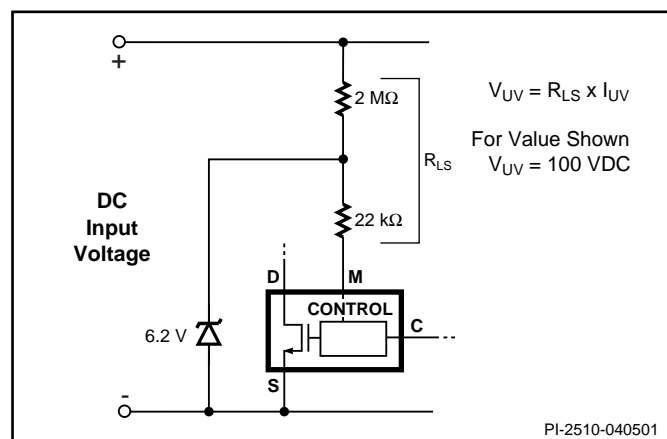 +
2 MΩ
V_UV = R_LS x I_UV
For Value Shown
V_UV = 100 VDC
R_LS
DC
Input
Voltage
22 kΩ
D
M
CONTROL
C
6.2 V
S
-
PI-2510-040501